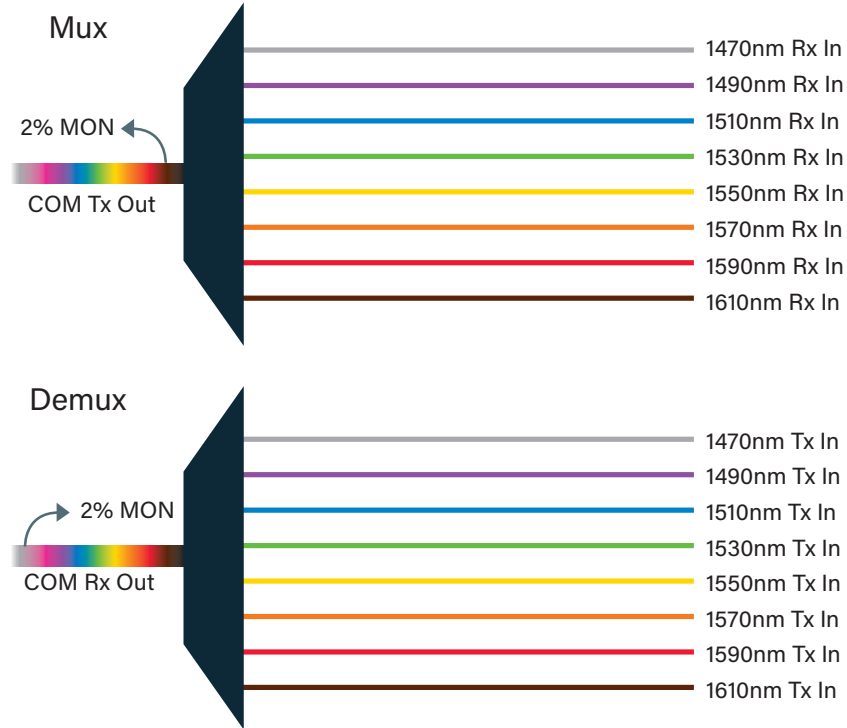 Mux
1470nm Rx In
1490nm Rx In
2% MON
1510nm Rx In
1530nm Rx In
COM Tx Out
1550nm Rx In
1570nm Rx In
1590nm Rx In
1610nm Rx In
Demux
1470nm Tx In
1490nm Tx In
2% MON
1510nm Tx In
1530nm Tx In
COM Rx Out
1550nm Tx In
1570nm Tx In
1590nm Tx In
1610nm Tx In